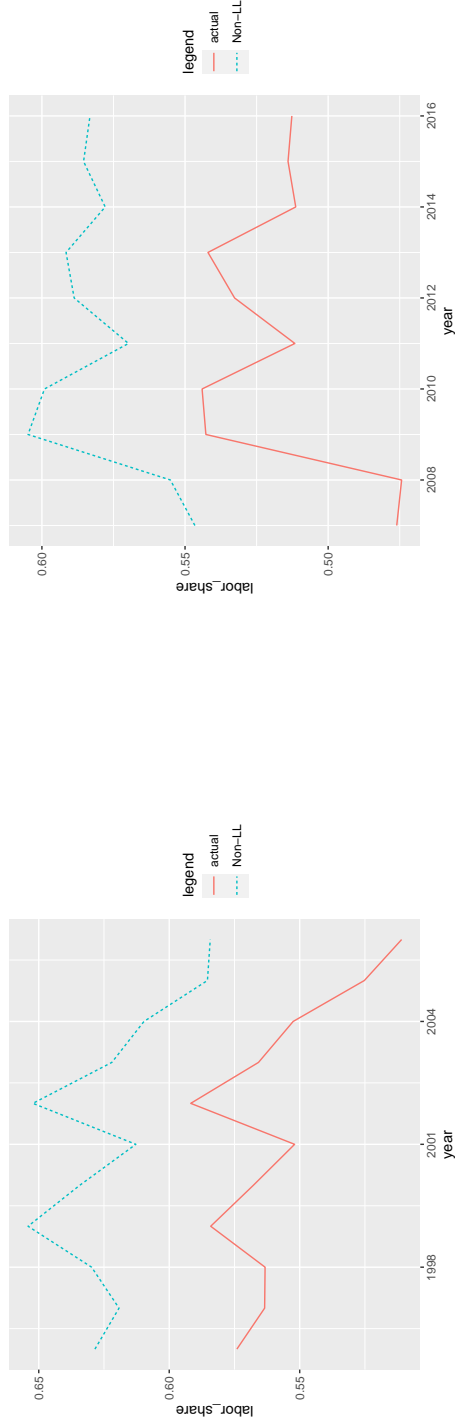 0.65
0.60
0.55
labor_share
1998
2001
2004
year
legend
actual
Non-LL
0.60
0.55
0.50
labor_share
2008
2010
2012
2014
2016
year
legend
actual
Non-LL